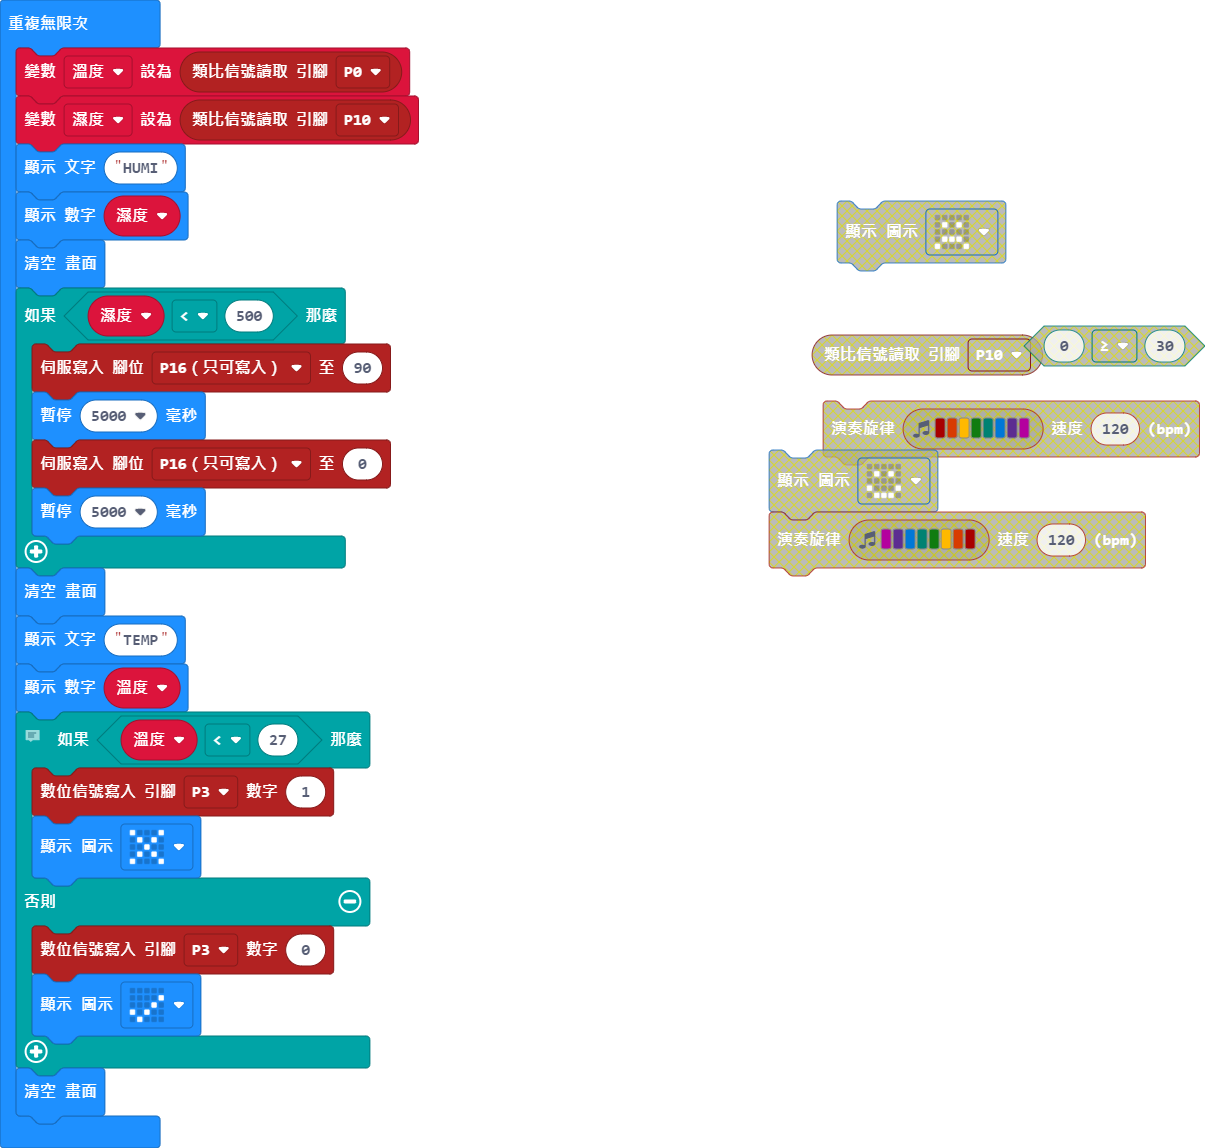 重複無限次
變數 溫度 設為 類比信號讀取 引腳 P0
變數 濕度 設為 類比信號讀取 引腳 P10
顯示 文字 "HUMI"
顯示 數字 濕度
清空 畫面
如果 濕度 < 500 那麼
伺服寫入 腳位 P16(只可寫入) 至 90
暫停 5000 毫秒
伺服寫入 腳位 P16(只可寫入) 至 0
暫停 5000 毫秒
清空 畫面
顯示 文字 "TEMP"
顯示 數字 溫度
如果 溫度 < 27 那麼
數位信號寫入 引腳 P3 數字 1
顯示 圖示
否則
數位信號寫入 引腳 P3 數字 0
顯示 圖示
清空 畫面
顯示 圖示
類比信號讀取 引腳 P10
0 ≥ 30
演奏旋律 速度 120 (bpm)
顯示 圖示
演奏旋律 速度 120 (bpm)